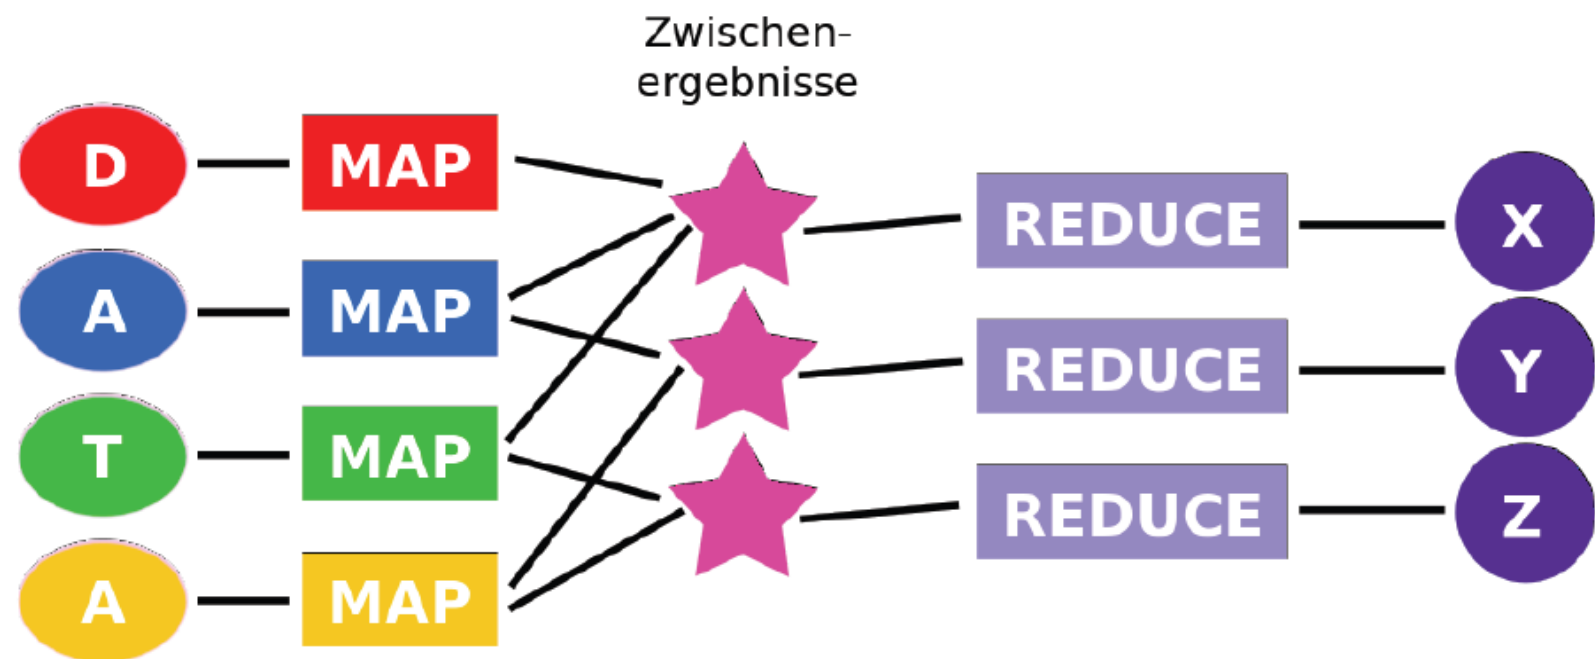 Zwischen-
ergebnisse
D MAP REDUCE X
A MAP REDUCE Y
T MAP REDUCE Z
A MAP